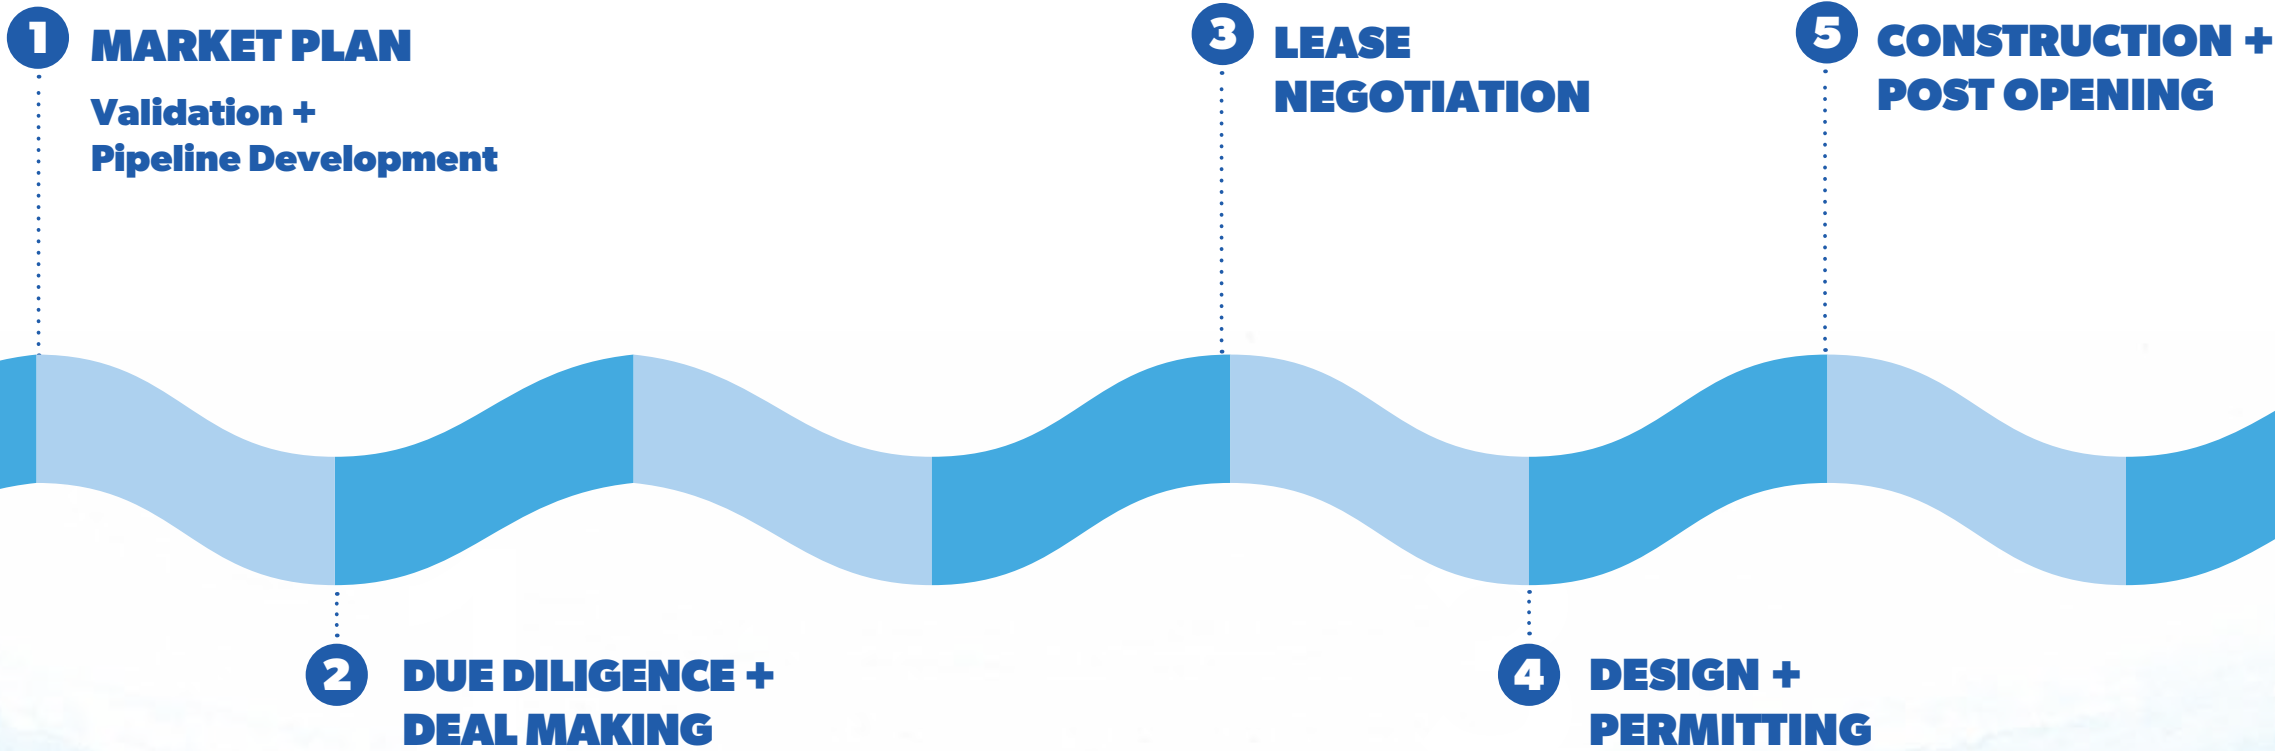 1
MARKET PLAN
Validation +
Pipeline Development
2
DUE DILIGENCE +
DEAL MAKING
3
LEASE
NEGOTIATION
4
DESIGN +
PERMITTING
5
CONSTRUCTION +
POST OPENING